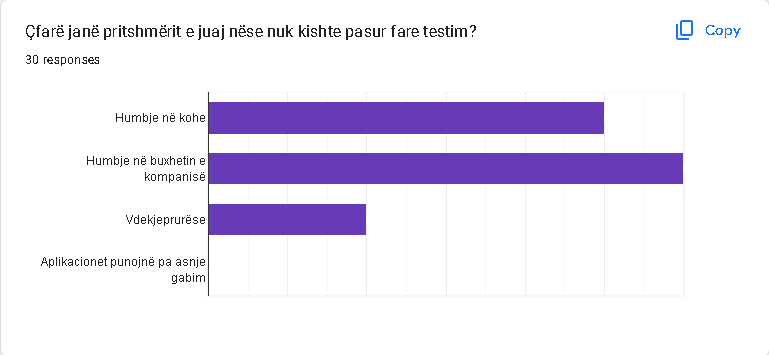 Çfarë janë pritshmërit e juaj nëse nuk kishte pasur fare testim?
Copy
30 responses
Humbje në kohe
Humbje në buxhetin e
kompanisë
Vdekjeprurëse
Aplikacionet punojnë pa asnje
gabim